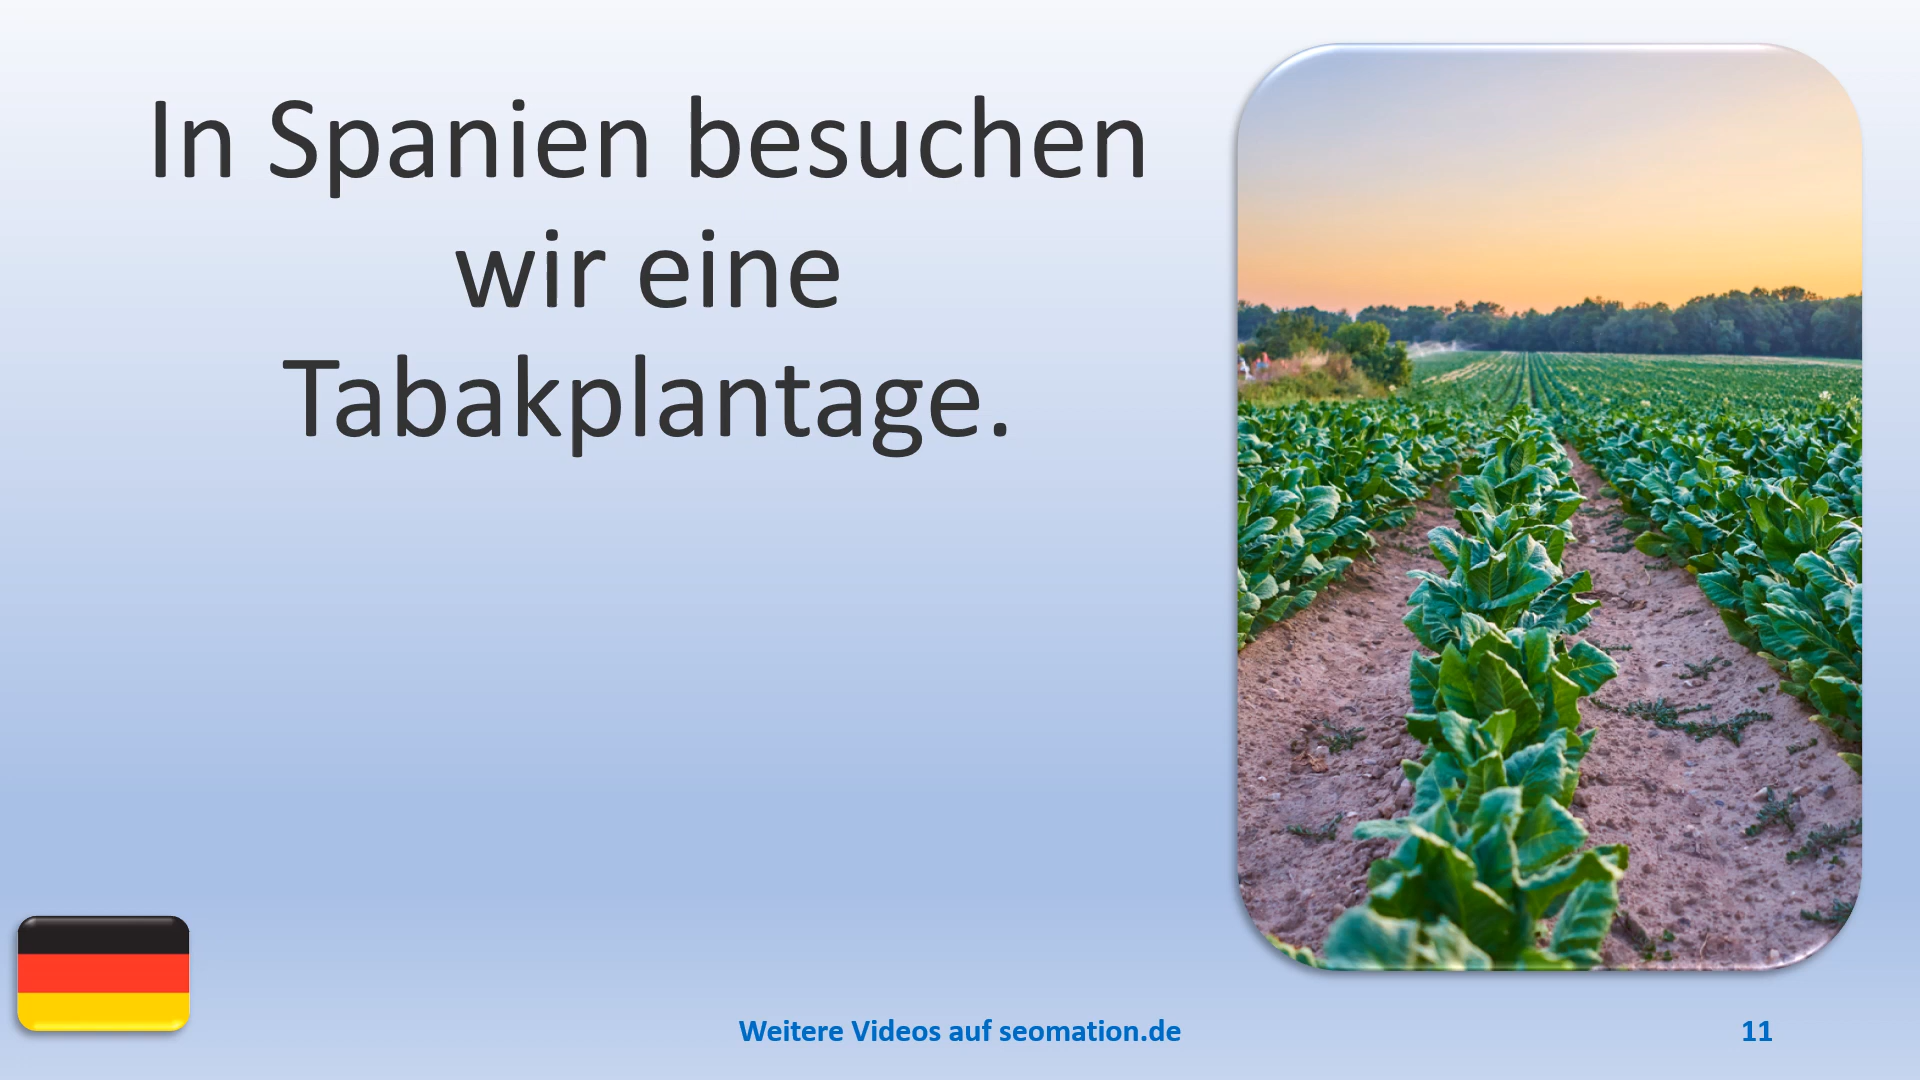 In Spanien besuchen
wir eine
Tabakplantage.
Weitere Videos auf seomation.de
11